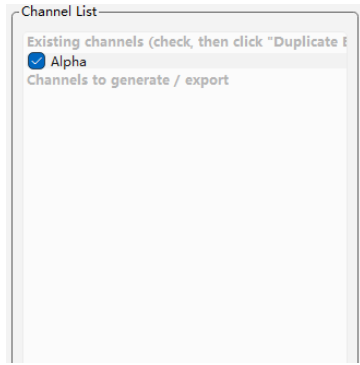 Channel List
Existing channels (check, then click "Duplicate E
Alpha
Channels to generate / export